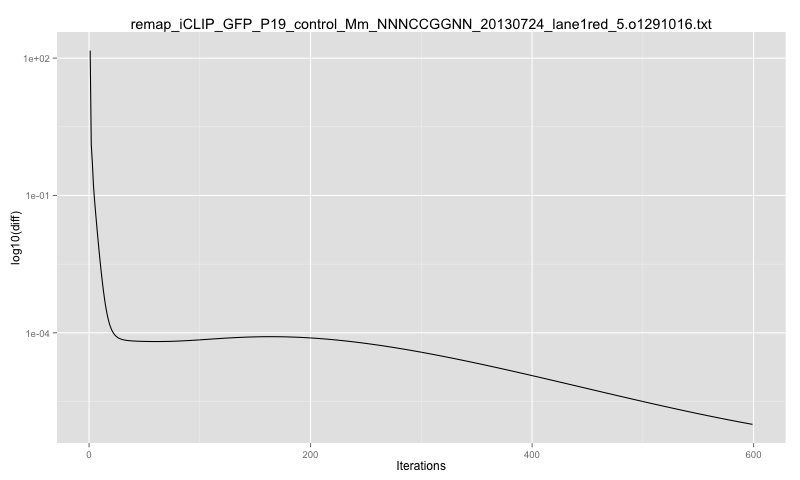 remap_iCLIP_GFP_P19_control_Mm_NNNCCGGNN_20130724_lane1red_5.o1291016.txt
1e+02
1e-01
1e-04
log10(diff)
0
200
400
600
Iterations